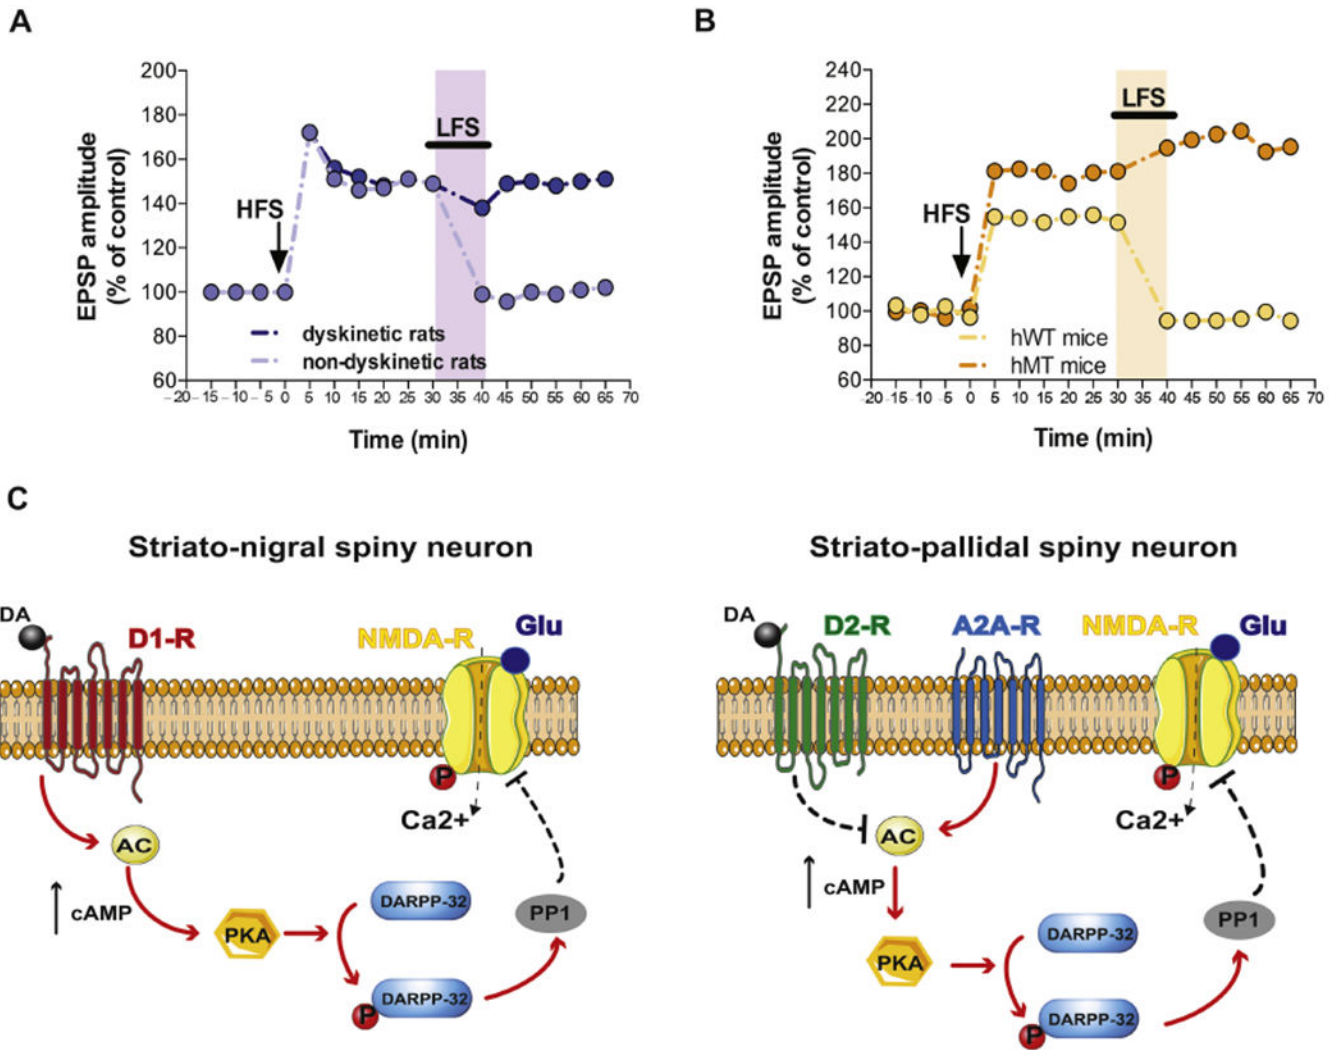 A
200
180
160
140
120
100
80
60
EPSP amplitude
(% of control)
HFS
LFS
dyskinetic rats
non-dyskinetic rats
-20 -15 -10 -5 0 5 10 15 20 25 30 35 40 45 50 55 60 65 70
Time (min)
B
240
220
200
180
160
140
120
100
80
60
EPSP amplitude
(% of control)
HFS
LFS
hWT mice
hMT mice
-20 -15 -10 -5 0 5 10 15 20 25 30 35 40 45 50 55 60 65 70
Time (min)
C
Striato-nigral spiny neuron
DA
D1-R
NMDA-R
Glu
P
Ca2+
AC
cAMP
PKA
DARPP-32
PP1
DARPP-32
P
Striato-pallidal spiny neuron
DA
D2-R
A2A-R
NMDA-R
Glu
P
Ca2+
AC
cAMP
PKA
DARPP-32
PP1
DARPP-32
P